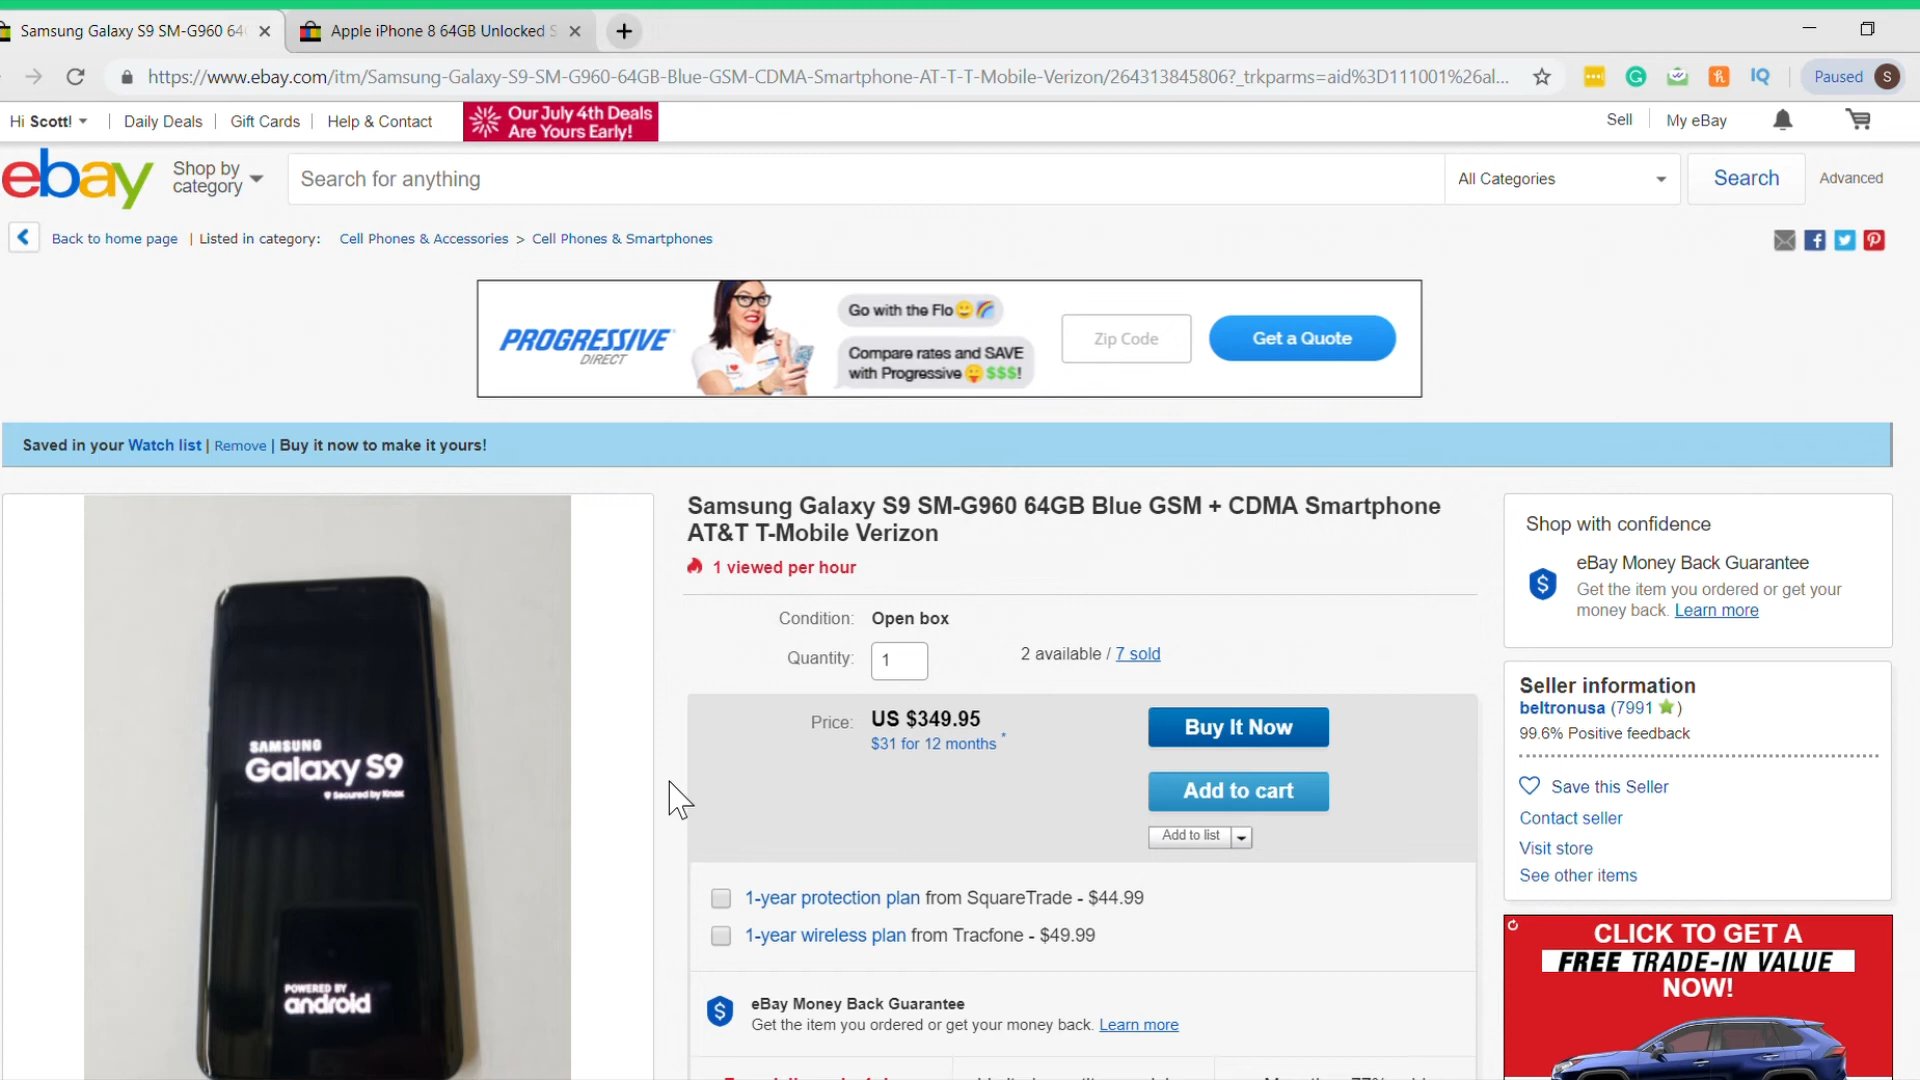 Samsung Galaxy S9 SM-G960 64
Apple iPhone 8 64GB Unlocked S
https://www.ebay.com/itm/Samsung-Galaxy-S9-SM-G960-64GB-Blue-GSM-CDMA-Smartphone-AT-T-T-Mobile-Verizon/264313845806?_trkparms=aid%3D111001%26al...
IQ
Paused
S
Hi Scott!
Daily Deals
Gift Cards
Help & Contact
Our July 4th Deals
Are Yours Early!
Sell
My eBay
ebay
Shop by
category
Search for anything
All Categories
Search
Advanced
Back to home page | Listed in category: Cell Phones & Accessories > Cell Phones & Smartphones
PROGRESSIVE
DIRECT
Go with the Flo
Compare rates and SAVE
with Progressive $$$!
Zip Code
Get a Quote
Saved in your Watch list | Remove | Buy it now to make it yours!
SAMSUNG
Galaxy S9
Secured by Knox
POWERED BY
android
Samsung Galaxy S9 SM-G960 64GB Blue GSM + CDMA Smartphone
AT&T T-Mobile Verizon
1 viewed per hour
Condition: Open box
Quantity: 1
2 available / 7 sold
Price: US $349.95
$31 for 12 months *
Buy It Now
Add to cart
Add to list
1-year protection plan from SquareTrade - $44.99
1-year wireless plan from Tracfone - $49.99
eBay Money Back Guarantee
Get the item you ordered or get your money back. Learn more
Shop with confidence
eBay Money Back Guarantee
Get the item you ordered or get your
money back. Learn more
Seller information
beltronusa (7991 )
99.6% Positive feedback
Save this Seller
Contact seller
Visit store
See other items
CLICK TO GET A
FREE TRADE-IN VALUE
NOW!